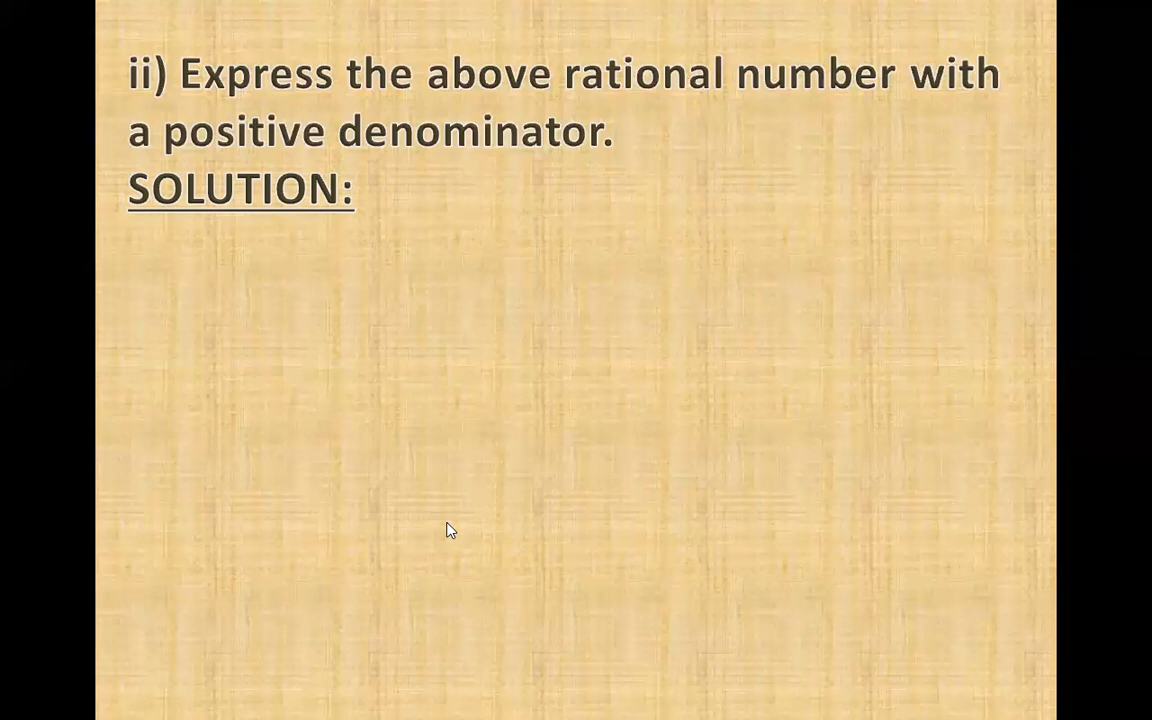 ii) Express the above rational number with
a positive denominator.
SOLUTION: